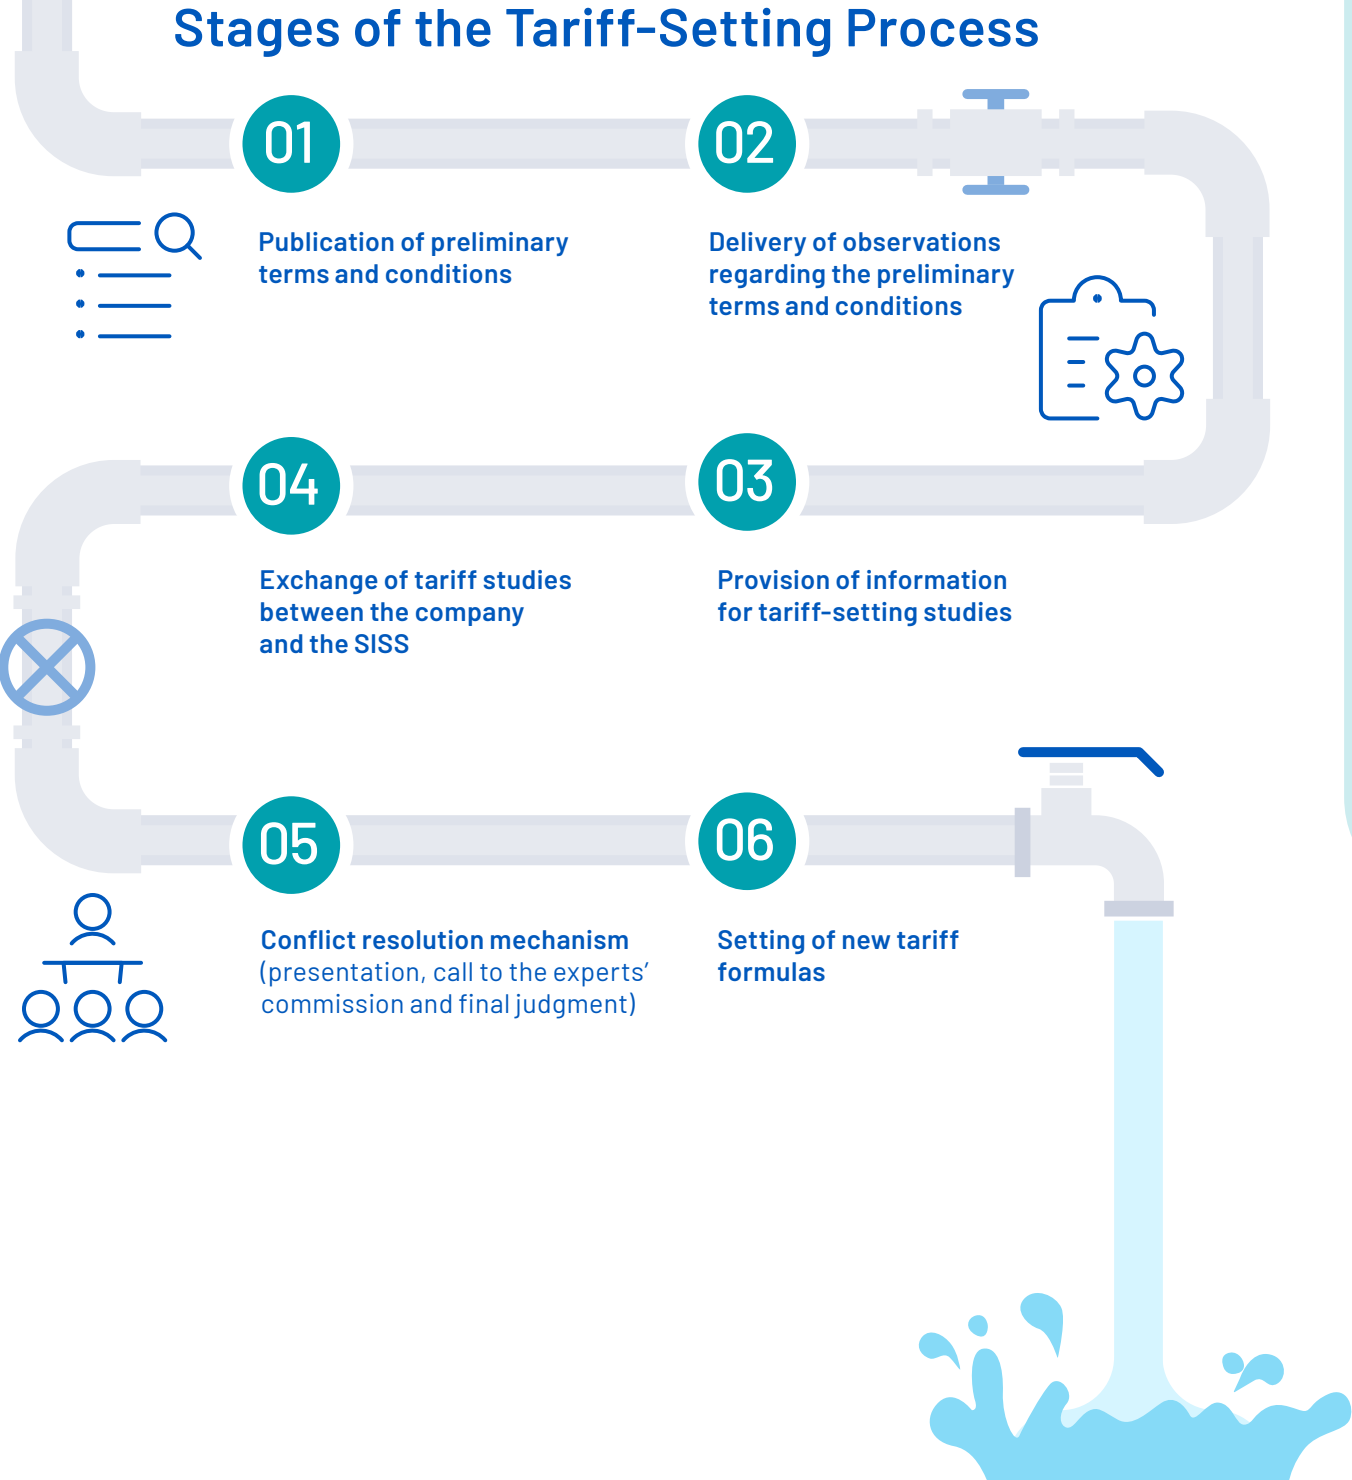 Stages of the Tariff-Setting Process
01
Publication of preliminary
terms and conditions
02
Delivery of observations
regarding the preliminary
terms and conditions
03
Provision of information
for tariff-setting studies
04
Exchange of tariff studies
between the company
and the SISS
05
Conflict resolution mechanism
(presentation, call to the experts’
commission and final judgment)
06
Setting of new tariff
formulas